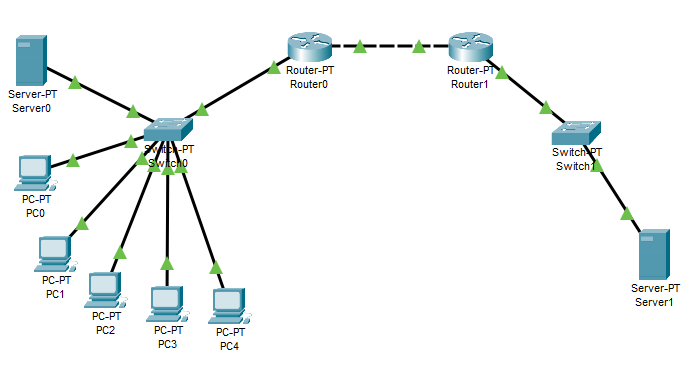 Router-PT
Router0
Router-PT
Router1
Server-PT
Server0
Switch-PT
Switch0
Switch-PT
Switch1
PC-PT
PC0
PC-PT
PC1
PC-PT
PC2
PC-PT
PC3
PC-PT
PC4
Server-PT
Server1